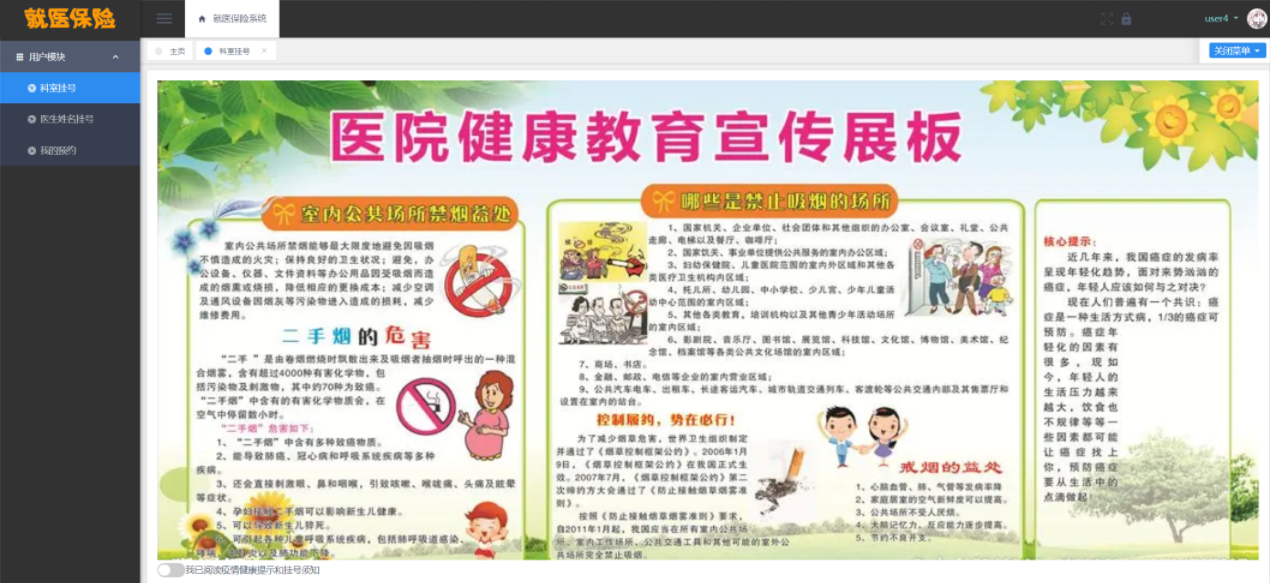 就医保险
就医保险系统
user4
用户模块
主页
科室挂号
关闭菜单
科室挂号
医生姓名挂号
我的预约
医院健康教育宣传展板
室内公共场所禁烟益处
室内公共场所禁烟能够最大限度地避免因吸烟
不慎造成的火灾；保持良好的卫生状况；避免，办
公设备、仪器、文件资料等办公用品因受吸烟而造
成的烟熏或烧损，降低相应的更换成本；减少空调
及通风设备因烟灰等污染物进入造成的损耗，减少
维修费用。
二手烟的危害
“二手 ”是由卷烟燃烧时飘散出来及吸烟者抽烟时呼出的一种混
合烟雾，含有超过4000种有害化学物，包
括污染物及刺激物，其中约70种为致癌。
“二手烟”中含有的有害化学物质会，在
空气中停留数小时。
“二手烟”危害如下：
1、“二手烟”中含有多种致癌物质。
2、能导致肺癌、冠心病和呼吸系统疾病等多种
疾病。
3、还会直接刺激眼、鼻和咽喉，引致咳嗽、喉咙痛、头痛及眩晕
等症状。
4、孕妇接触二手烟可以影响新生儿健康。
5、可以导致新生儿猝死。
6、可引起各种儿童呼吸系统疾病，包括肺呼吸道感染、
哮喘、肺炎以及肺功能下降。
哪些是禁止吸烟的场所
1、国家机关、企业单位、社会团体和其他组织的办公室、会议室、礼堂、公共
走廊、电梯以及餐厅、咖啡厅；
2、国家饥关、事业单位提供公共服务的室内办公区域；
3、妇幼保健院、儿童医院范围的室内外区域和其他各
类医疗卫生机构内区域；
4、托儿所、幼儿园、中小学校、少儿宫、少年儿童活
动中心范围的室内区域；
5、其他各类教育，培训机构以及其他青少年活动场所
的室内区域；
6、影剧院、音乐厅、图书馆、展览馆、科技馆、文化馆、博物馆、美术馆、纪
念馆、档案馆等各类公共文化场馆的室内区域；
7、商场、书店。
8、金融、邮政、电信等企业的室内营业区域；
9、公共汽车电车、出租车、长途客运汽车、城市轨道交通列车、客渡轮等公共交通内部及其售票厅和
设置在室内的站台。
控制履约，势在必行！
为了减少烟草危害，世界卫生组织制定
并通过了《烟草控制框架公约》。2006年1月
9日，《烟草控制框架公约》在我国正式生
效。2007年7月，《烟草控制框架公约》第二
次缔约方大会通过了《防止接触烟草烟雾准
则》。
按照《防止接触烟草烟雾准则》要求，
自2011年1月起，我国应当在所有室内公共场
所、室内工作场所、公共交通工具和其他可能的室外公
共场所完全禁止吸烟。
戒烟的益处
1、心脑血管、肺、气管等发病率降
2、家庭居室的空气新鲜度可以提高。
3、公共场所不受人厌烦。
4、大脑记忆力、反应能力逐步提高。
5、节约不良开支。
核心提示：
近几年来，我国癌症的发病率
呈现年轻化趋势，面对来势汹汹的
癌症，年轻人应该如何与之对决？
现在人们普遍有一个共识：癌
症是一种生活方式病，1/3的癌症可
预防。癌症年
轻化的因素有
很多，现如
今，年轻人的
生活压力越来
越大，饮食也
不规律等等一
些因素都可能
让癌症找上
你，预防癌症
要从生活中的
点滴做起！
我已阅读疫情健康提示和挂号须知